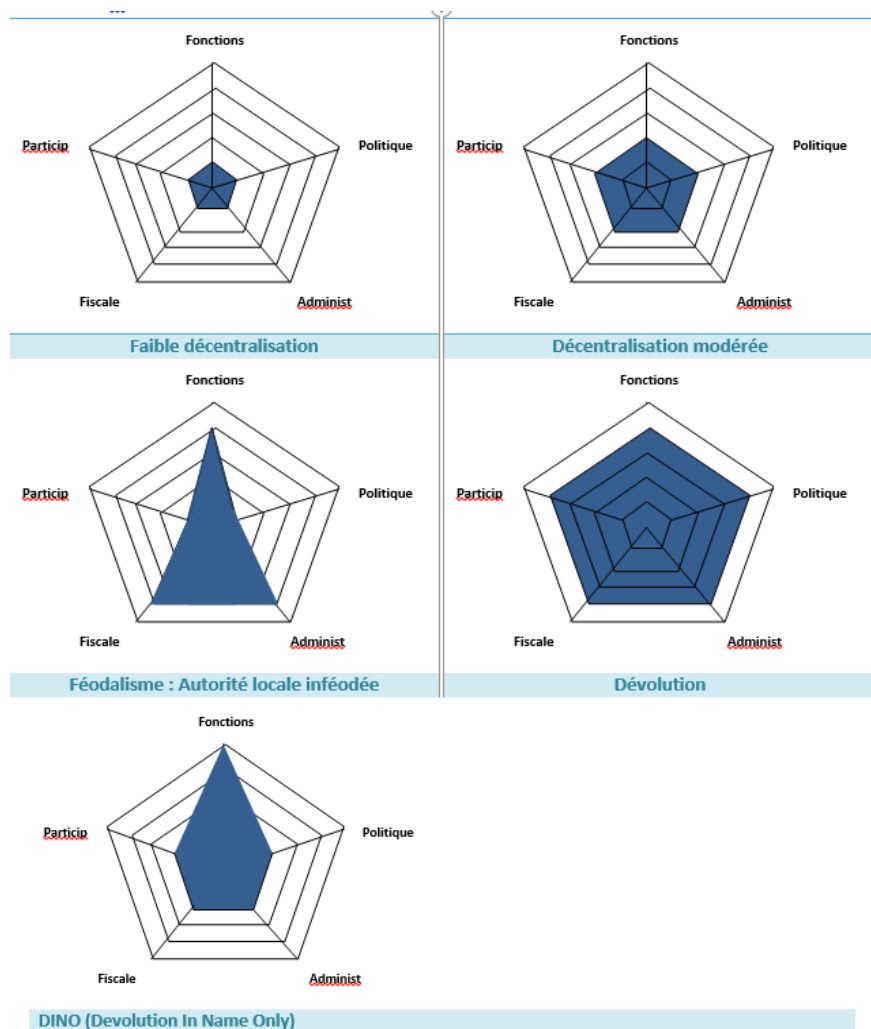 Fonctions
Fonctions
Particip
Politique
Particip
Politique
Fiscale
Administ
Fiscale
Administ
Faible décentralisation
Décentralisation modérée
Fonctions
Fonctions
Particip
Politique
Particip
Politique
Fiscale
Administ
Fiscale
Administ
Féodalisme : Autorité locale inféodée
Dévolution
Fonctions
Particip
Politique
Fiscale
Administ
DINO (Devolution In Name Only)